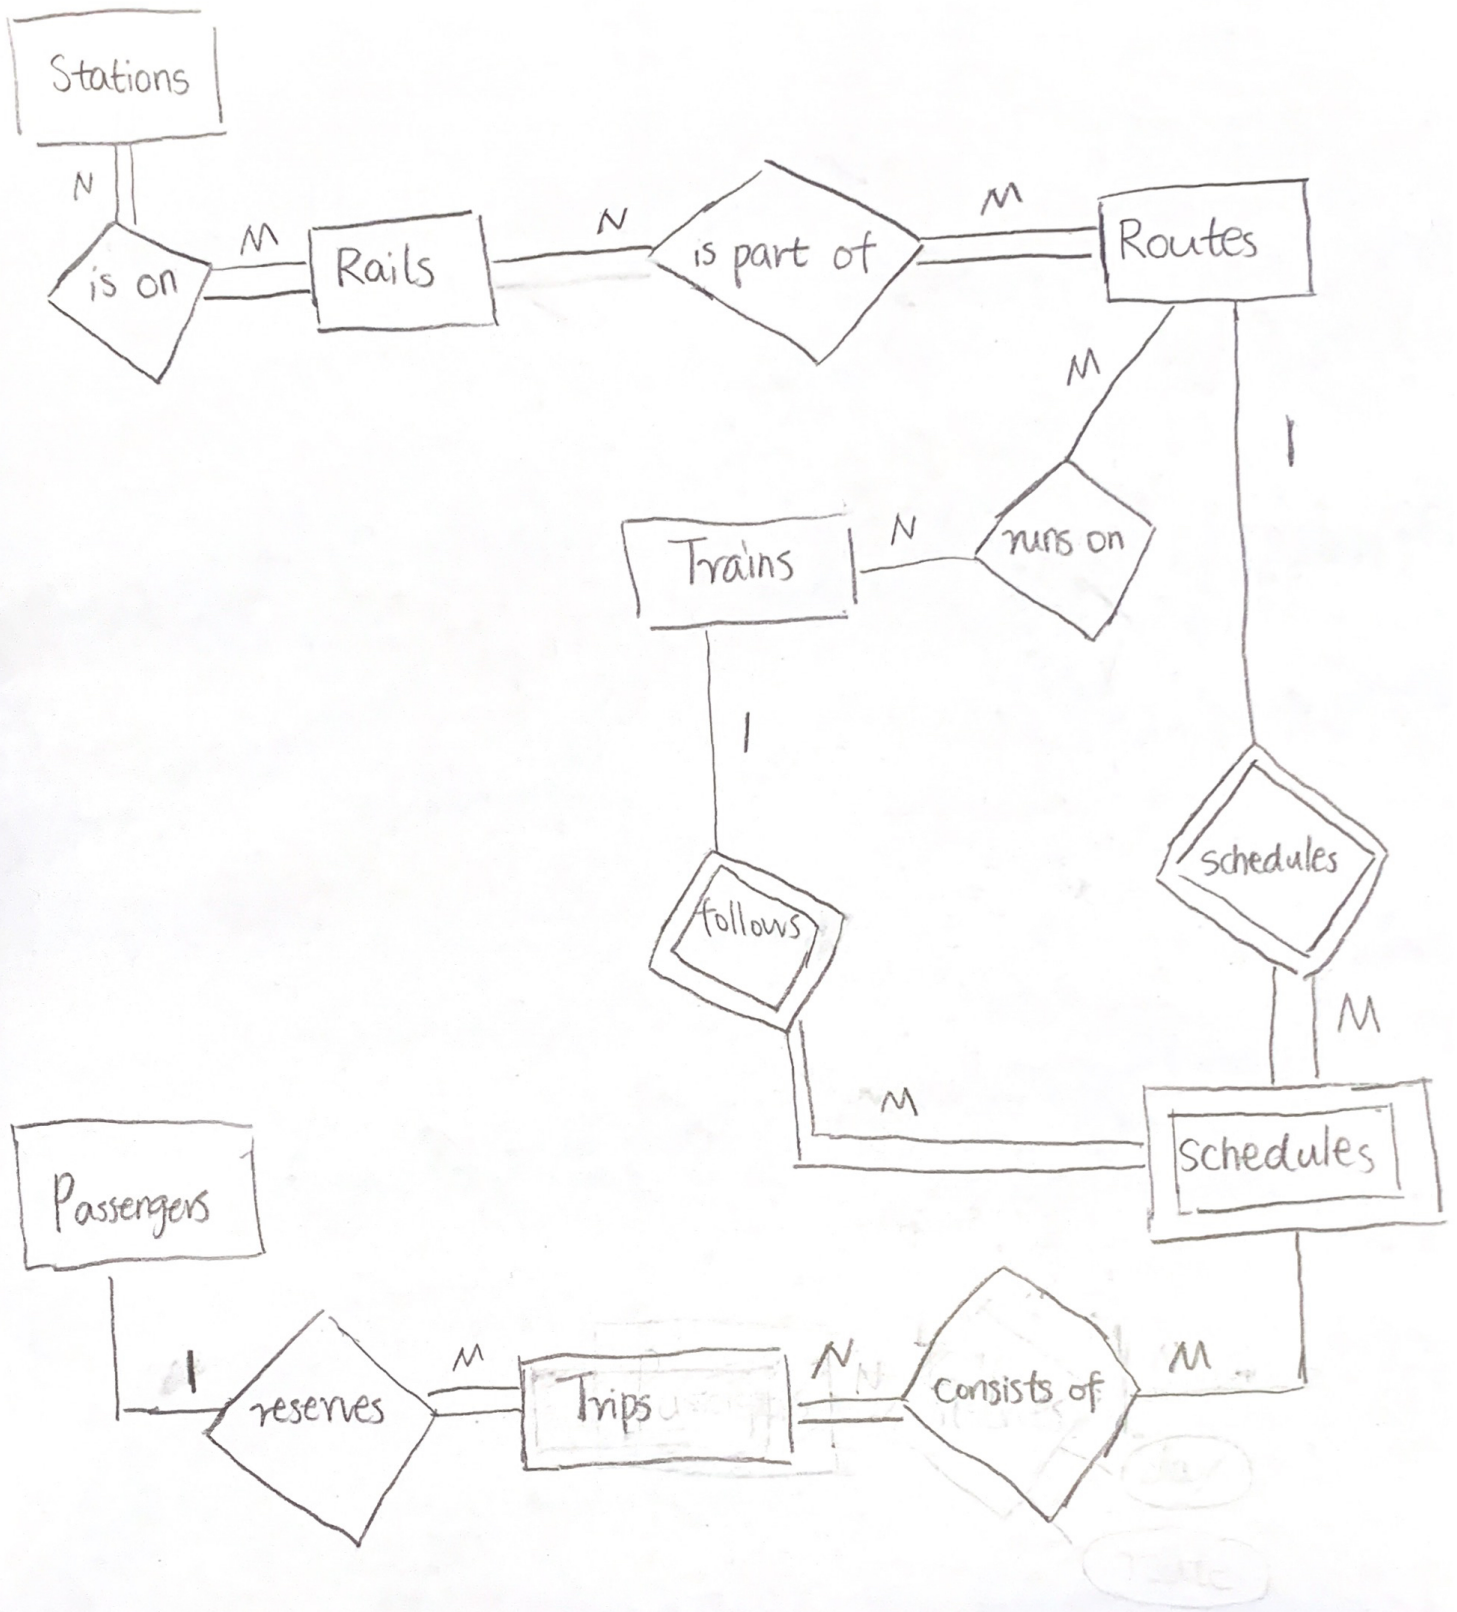 Stations
N
is on
M
Rails
N
is part of
M
Routes
M
1
runs on
N
Trains
1
follows
schedules
M
M
schedules
Passengers
1
reserves
M
Trips
N
consists of
M